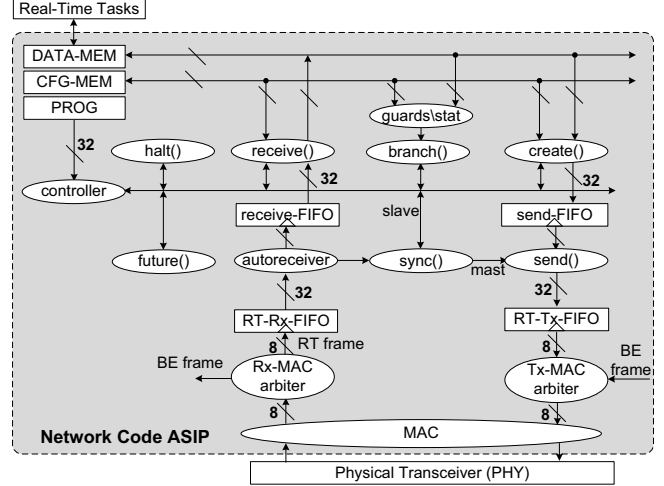 Real-Time Tasks
DATA-MEM
CFG-MEM
PROG
guards\stat
32
halt()
receive()
branch()
create()
32
32
controller
receive-FIFO
slave
send-FIFO
future()
autoreceiver
sync()
mast
send()
32
32
RT-Rx-FIFO
RT-Tx-FIFO
8
RT frame
8
BE frame
Rx-MAC
arbiter
Tx-MAC
arbiter
BE
frame
8
8
Network Code ASIP
MAC
Physical Transceiver (PHY)